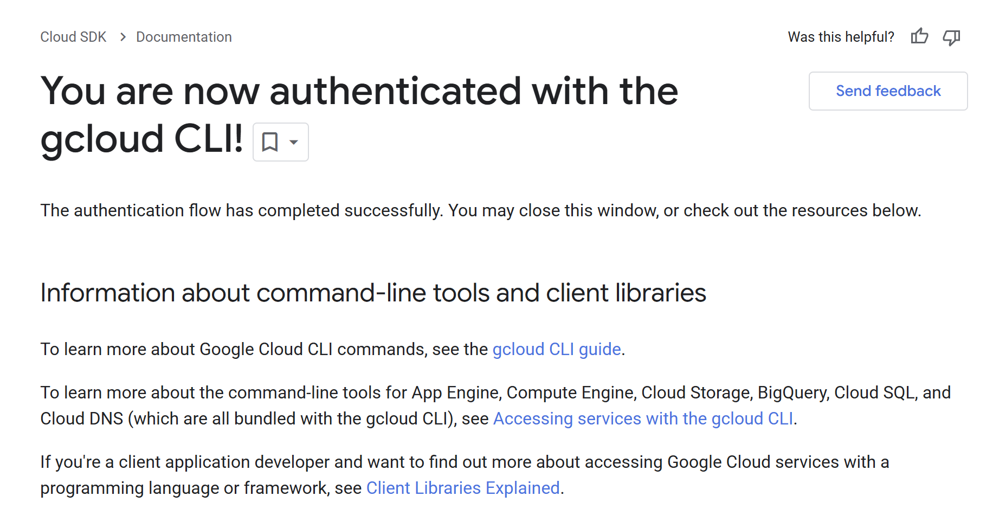 Cloud SDK > Documentation
Was this helpful?
You are now authenticated with the
gcloud CLI!
Send feedback
The authentication flow has completed successfully. You may close this window, or check out the resources below.
Information about command-line tools and client libraries
To learn more about Google Cloud CLI commands, see the gcloud CLI guide.
To learn more about the command-line tools for App Engine, Compute Engine, Cloud Storage, BigQuery, Cloud SQL, and
Cloud DNS (which are all bundled with the gcloud CLI), see Accessing services with the gcloud CLI.
If you're a client application developer and want to find out more about accessing Google Cloud services with a
programming language or framework, see Client Libraries Explained.